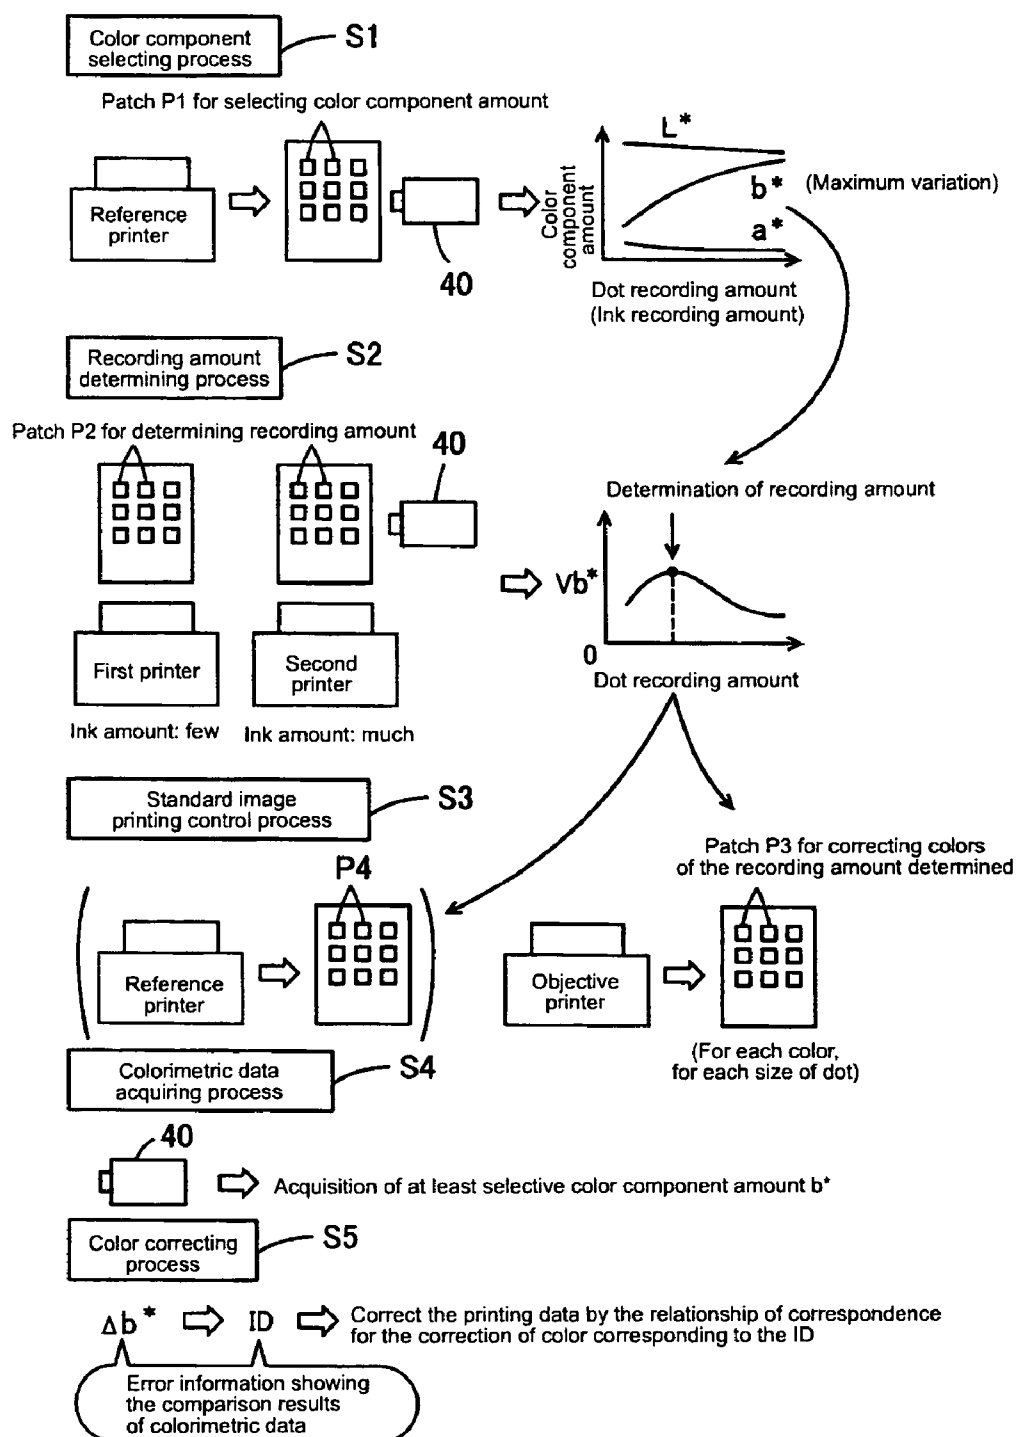 Color component
selecting process
S1
Patch P1 for selecting color component amount
Reference
printer
40
Color
component
amount
L*
b*
(Maximum variation)
a*
Dot recording amount
(Ink recording amount)
Recording amount
determining process
S2
Patch P2 for determining recording amount
40
First printer
Second
printer
Ink amount: few
Ink amount: much
Determination of recording amount
Vb*
0
Dot recording amount
Standard image
printing control process
S3
P4
Reference
printer
Patch P3 for correcting colors
of the recording amount determined
Objective
printer
(For each color,
for each size of dot)
Colorimetric data
acquiring process
S4
40
Acquisition of at least selective color component amount b*
Color correcting
process
S5
Δb*
ID
Correct the printing data by the relationship of correspondence
for the correction of color corresponding to the ID
Error information showing
the comparison results
of colorimetric data